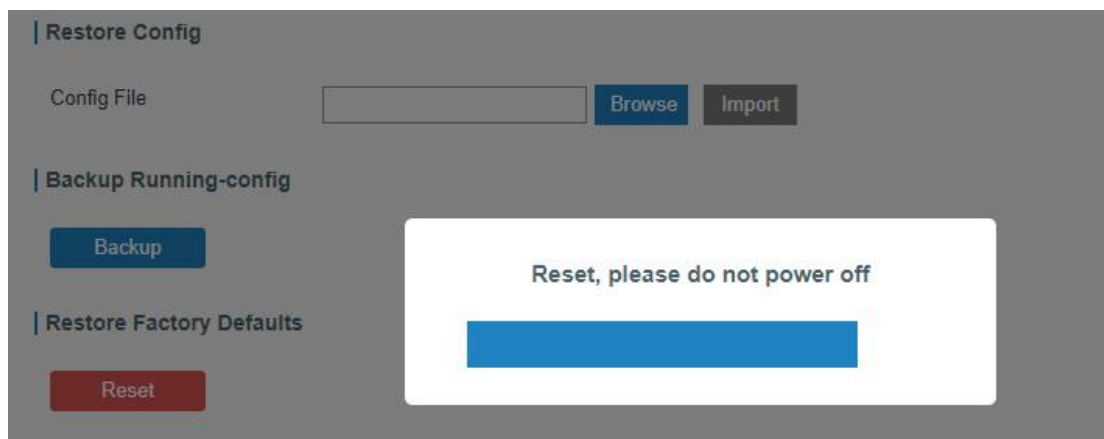 Restore Config
Config File
Browse
Import
Backup Running-config
Backup
Reset, please do not power off
Restore Factory Defaults
Reset